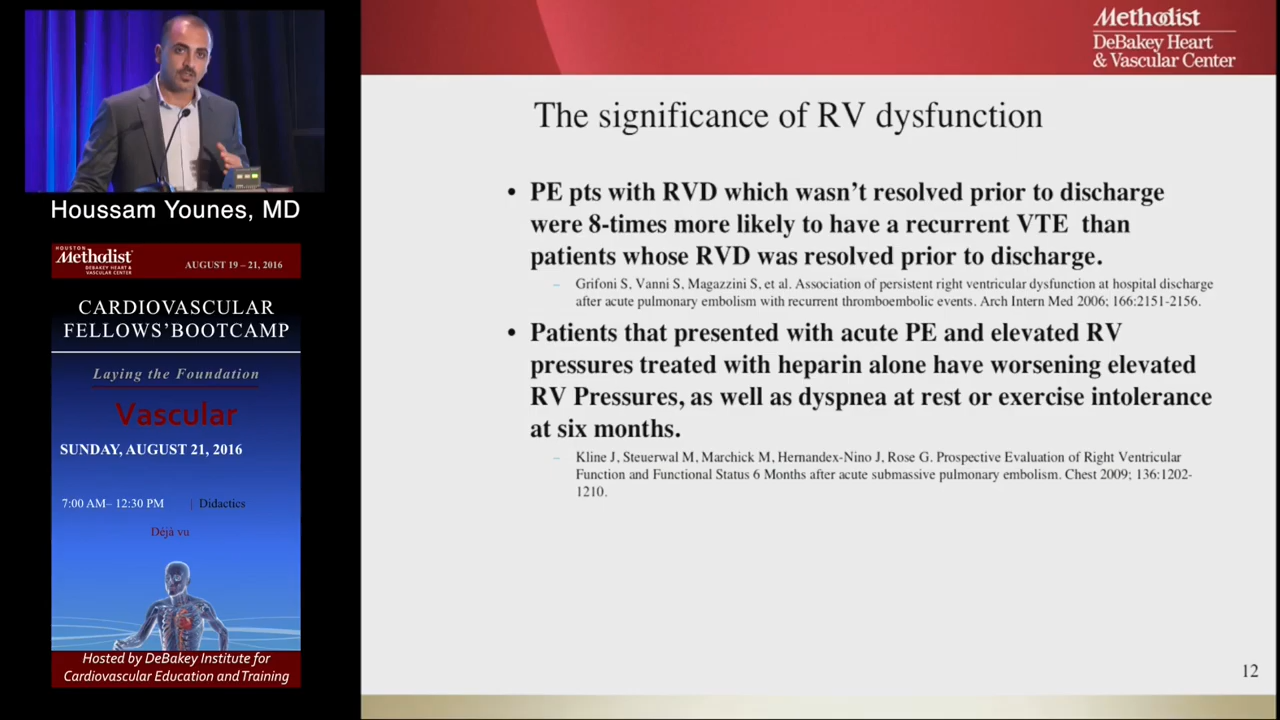 Methodist
DeBakey Heart
& Vascular Center
The significance of RV dysfunction
• PE pts with RVD which wasn’t resolved prior to discharge
were 8-times more likely to have a recurrent VTE than
patients whose RVD was resolved prior to discharge.
– Grifoni S, Vanni S, Magazzini S, et al. Association of persistent right ventricular dysfunction at hospital discharge
after acute pulmonary embolism with recurrent thromboembolic events. Arch Intern Med 2006; 166:2151-2156.
• Patients that presented with acute PE and elevated RV
pressures treated with heparin alone have worsening elevated
RV Pressures, as well as dyspnea at rest or exercise intolerance
at six months.
– Kline J, Steuerwal M, Marchick M, Hernandex-Nino J, Rose G. Prospective Evaluation of Right Ventricular
Function and Functional Status 6 Months after acute submassive pulmonary embolism. Chest 2009; 136:1202-
1210.
12
Houssam Younes, MD
HOUSTON
Methodist
DEBAKEY HEART &
VASCULAR CENTER
AUGUST 19 – 21, 2016
CARDIOVASCULAR
FELLOWS’BOOTCAMP
Laying the Foundation
Vascular
SUNDAY, AUGUST 21, 2016
7:00 AM– 12:30 PM | Didactics
Déjà vu
Hosted by DeBakey Institute for
Cardiovascular Education and Training